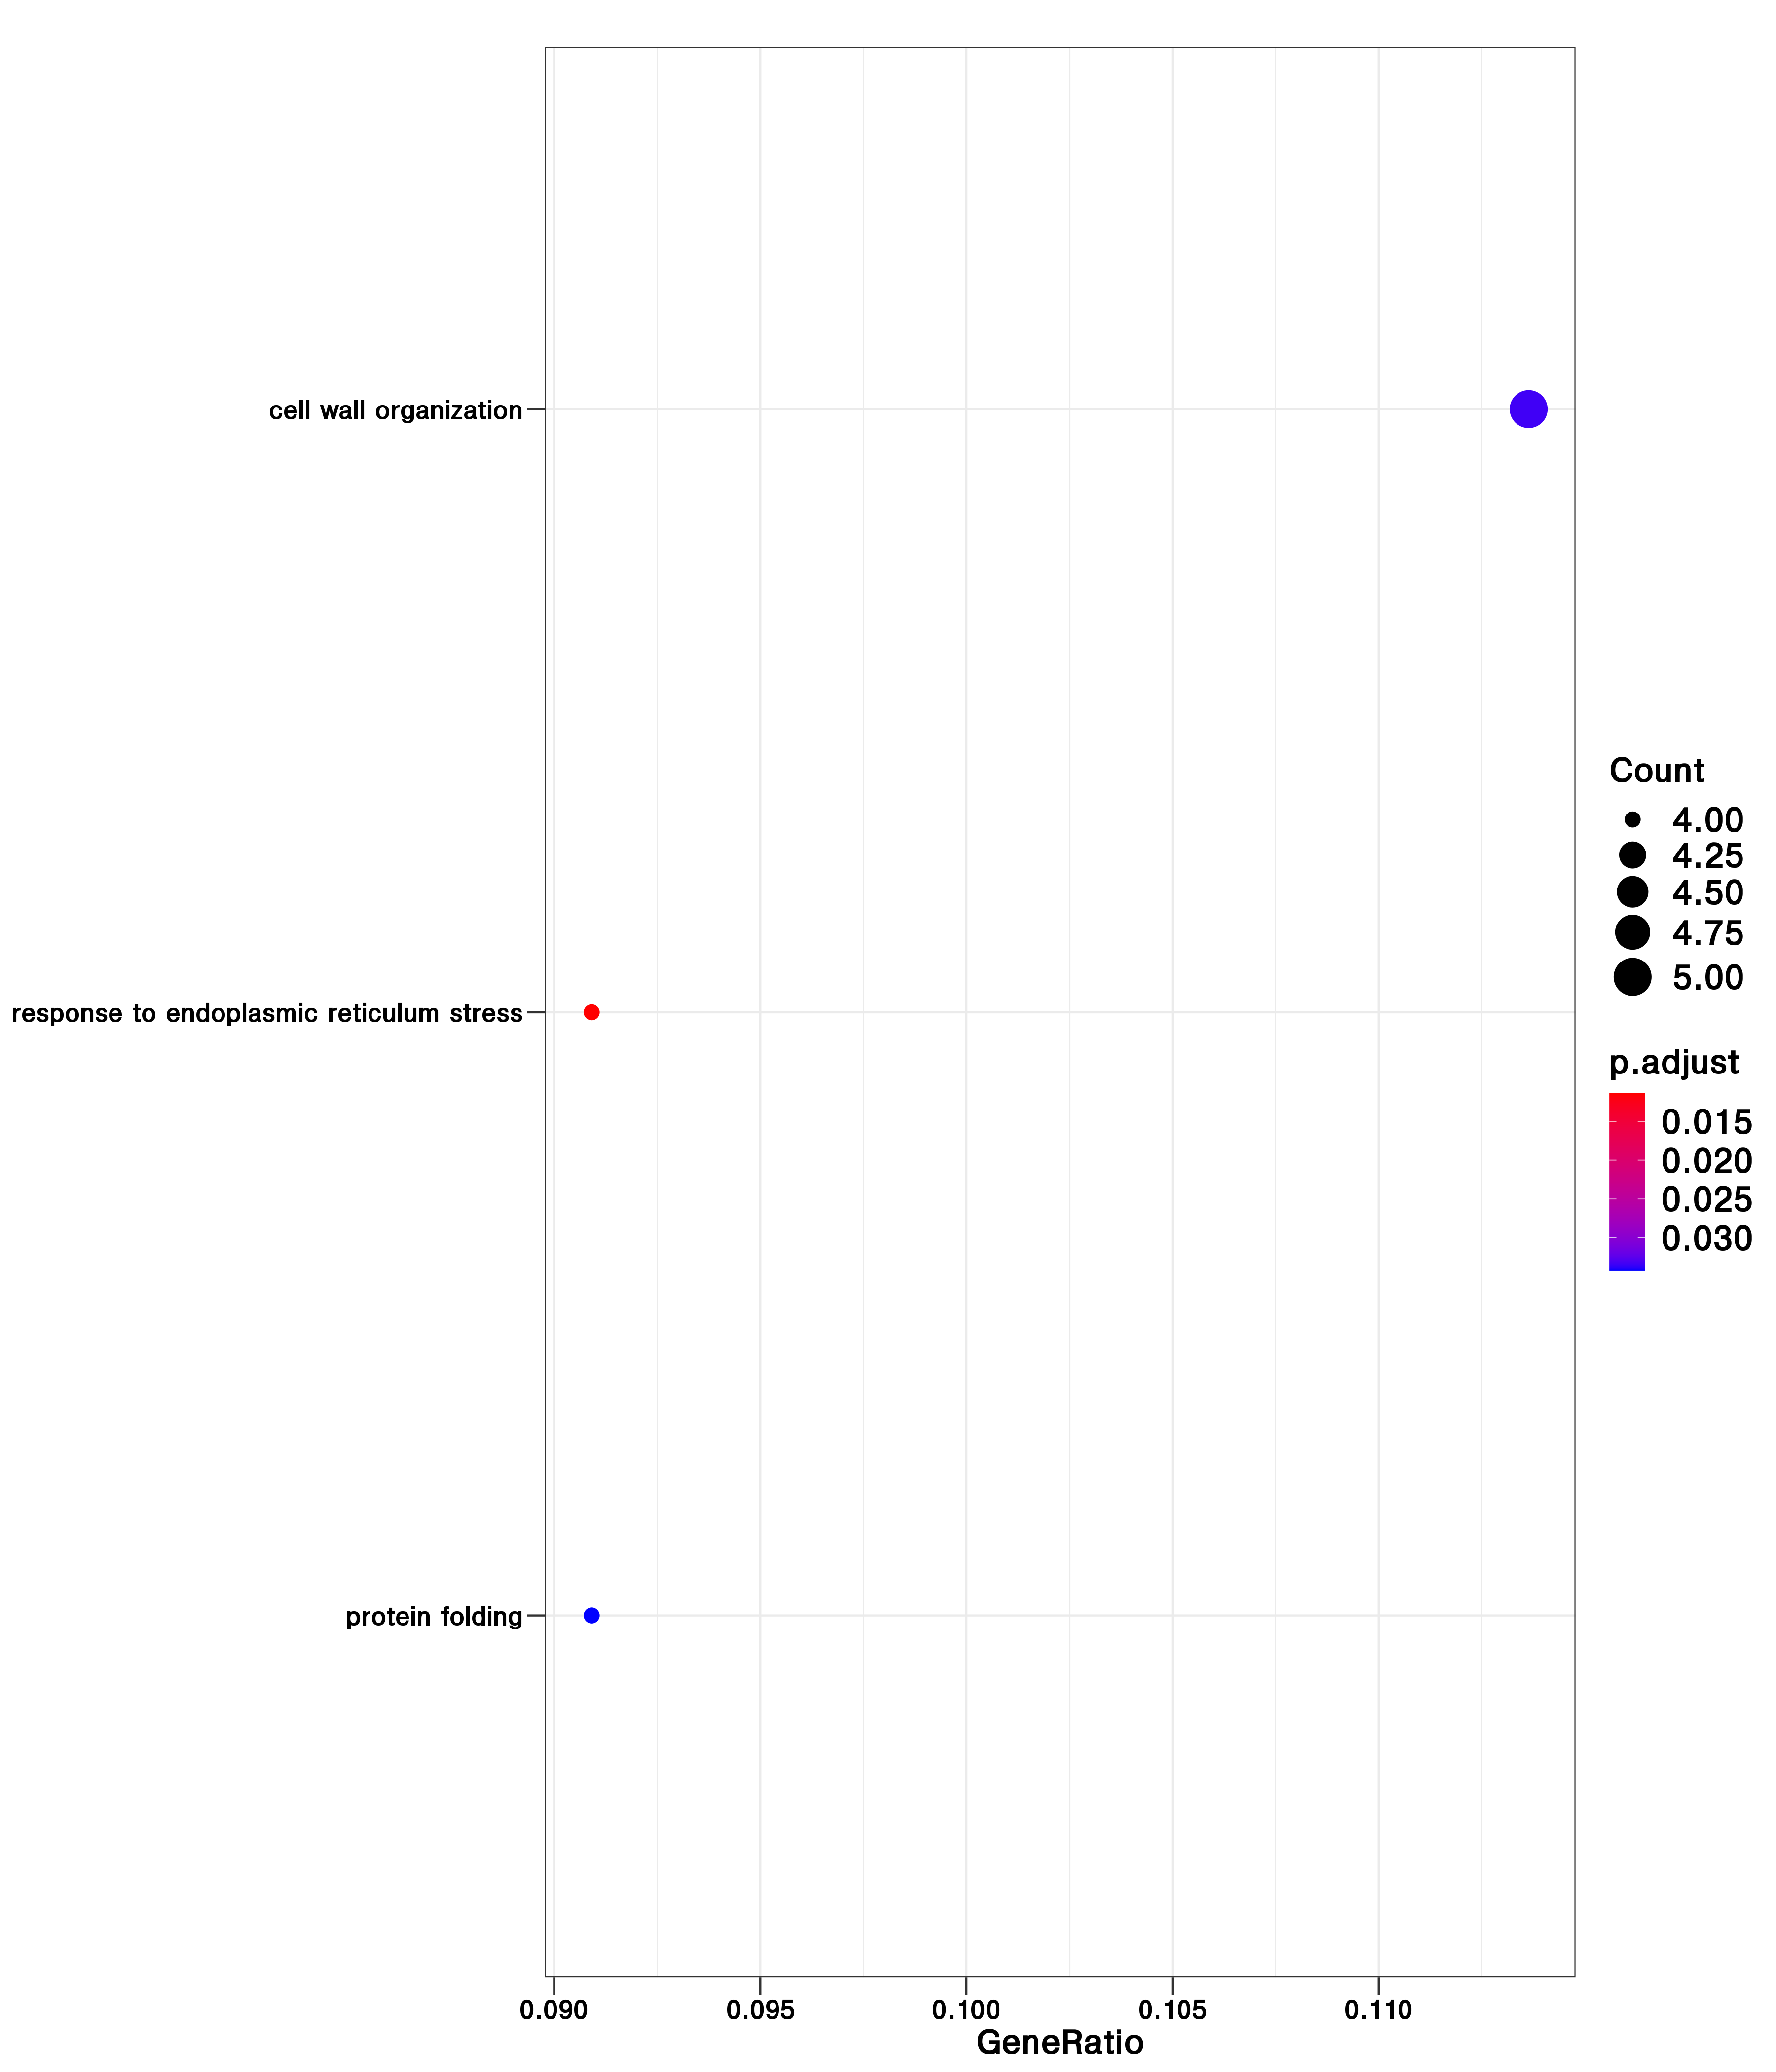 cell wall organization
response to endoplasmic reticulum stress
protein folding
0.090
0.095
0.100
0.105
0.110
GeneRatio
Count
4.00
4.25
4.50
4.75
5.00
p.adjust
0.015
0.020
0.025
0.030